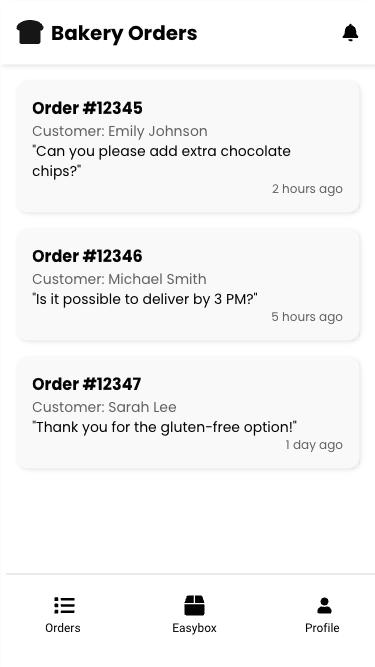 Bakery Orders
Order #12345
Customer: Emily Johnson
"Can you please add extra chocolate
chips?"
2 hours ago
Order #12346
Customer: Michael Smith
"Is it possible to deliver by 3 PM?"
5 hours ago
Order #12347
Customer: Sarah Lee
"Thank you for the gluten-free option!"
1 day ago
Orders
Easybox
Profile